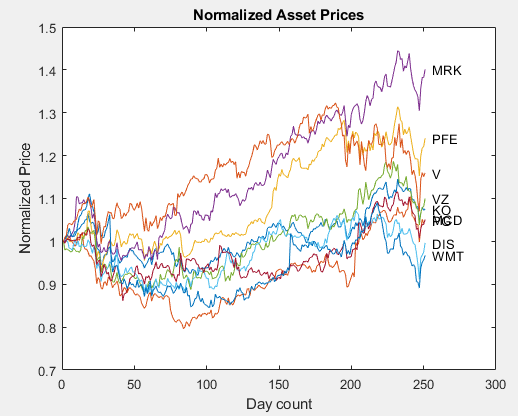 Normalized Asset Prices
1.5
1.4
1.3
1.2
1.1
1
0.9
0.8
0.7
Normalized Price
MRK
PFE
V
VZ
KO
MCD
DIS
WMT
0 50 100 150 200 250 300
Day count